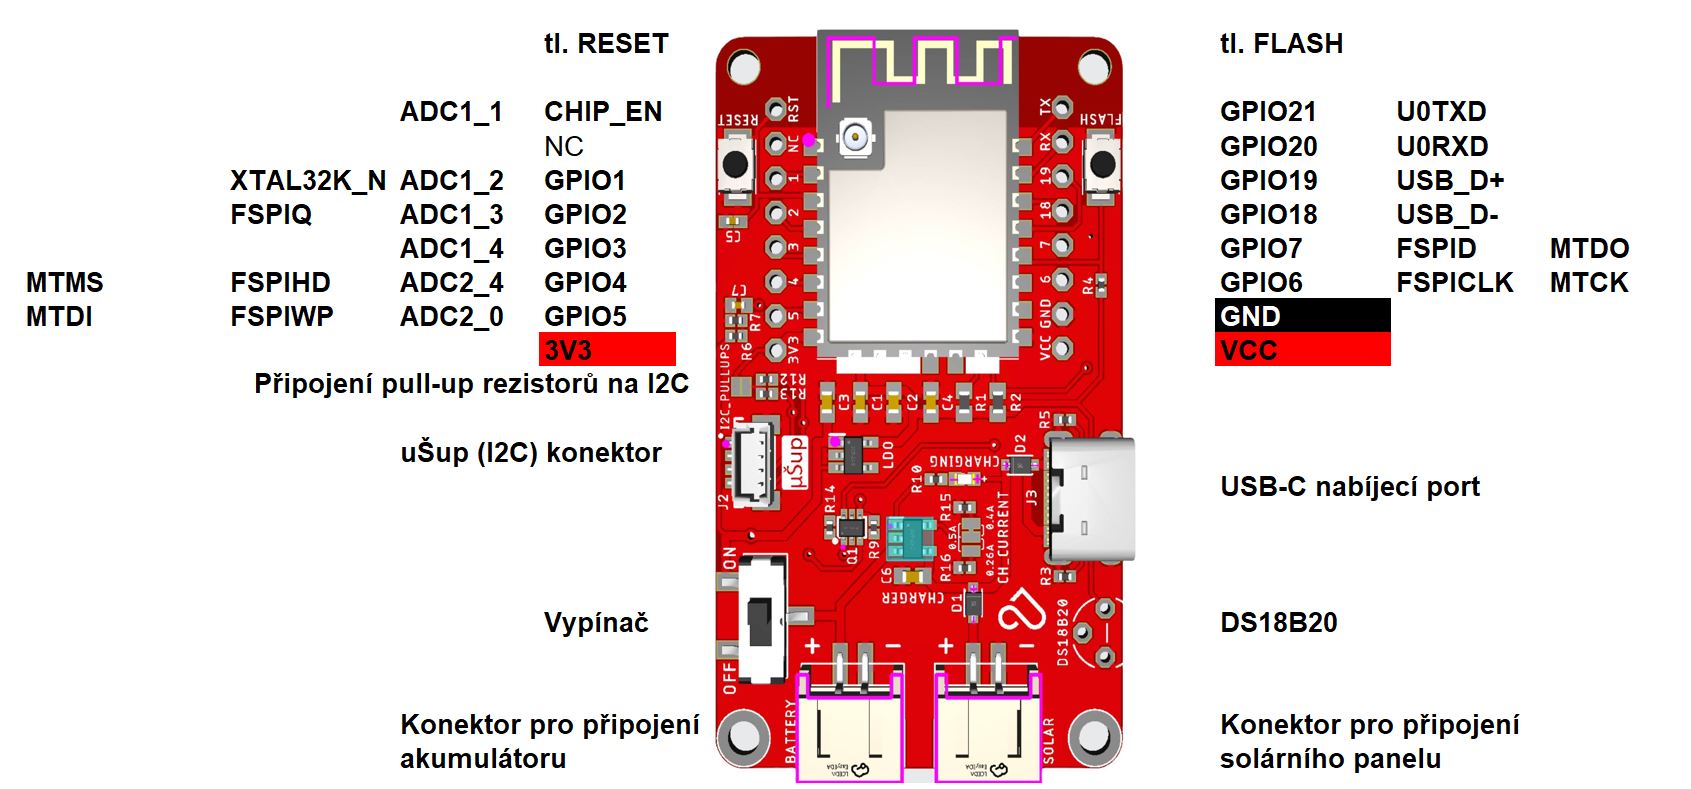 tl. RESET
tl. FLASH
ADC1_1 CHIP_EN
GPIO21 U0TXD
NC
GPIO20 U0RXD
XTAL32K_N ADC1_2 GPIO1
GPIO19 USB_D+
FSPIQ ADC1_3 GPIO2
GPIO18 USB_D-
ADC1_4 GPIO3
GPIO7 FSPID MTDO
MTMS FSPIHD ADC2_4 GPIO4
GPIO6 FSPICLK MTCK
MTDI FSPIWP ADC2_0 GPIO5
GND
3V3
VCC
Připojení pull-up rezistorů na I2C
uŠup (I2C) konektor
USB-C nabíjecí port
Vypínač
DS18B20
Konektor pro připojení
akumulátoru
Konektor pro připojení
solárního panelu
RESET
RST
NC
1
2
3
4
5
3V3
C5
C7
R7
R6
FLASH
TX
RX
19
18
7
6
GND
VCC
R4
I2C_PULLUPS
R12
R13
C3
C1
C2
C4
R1
R2
R5
µŠup
J2
LDO
CHARGING
D2
R10
+
J3
R14
Q1
R9
R15
R16
0.4A
0.5A
0.26A
CH_CURRENT
C6
CHARGER
D1
R3
DS18B20
ON
OFF
+ -
+ -
BATTERY
SOLAR
LCEDA
EasyEDA
LCEDA
EasyEDA